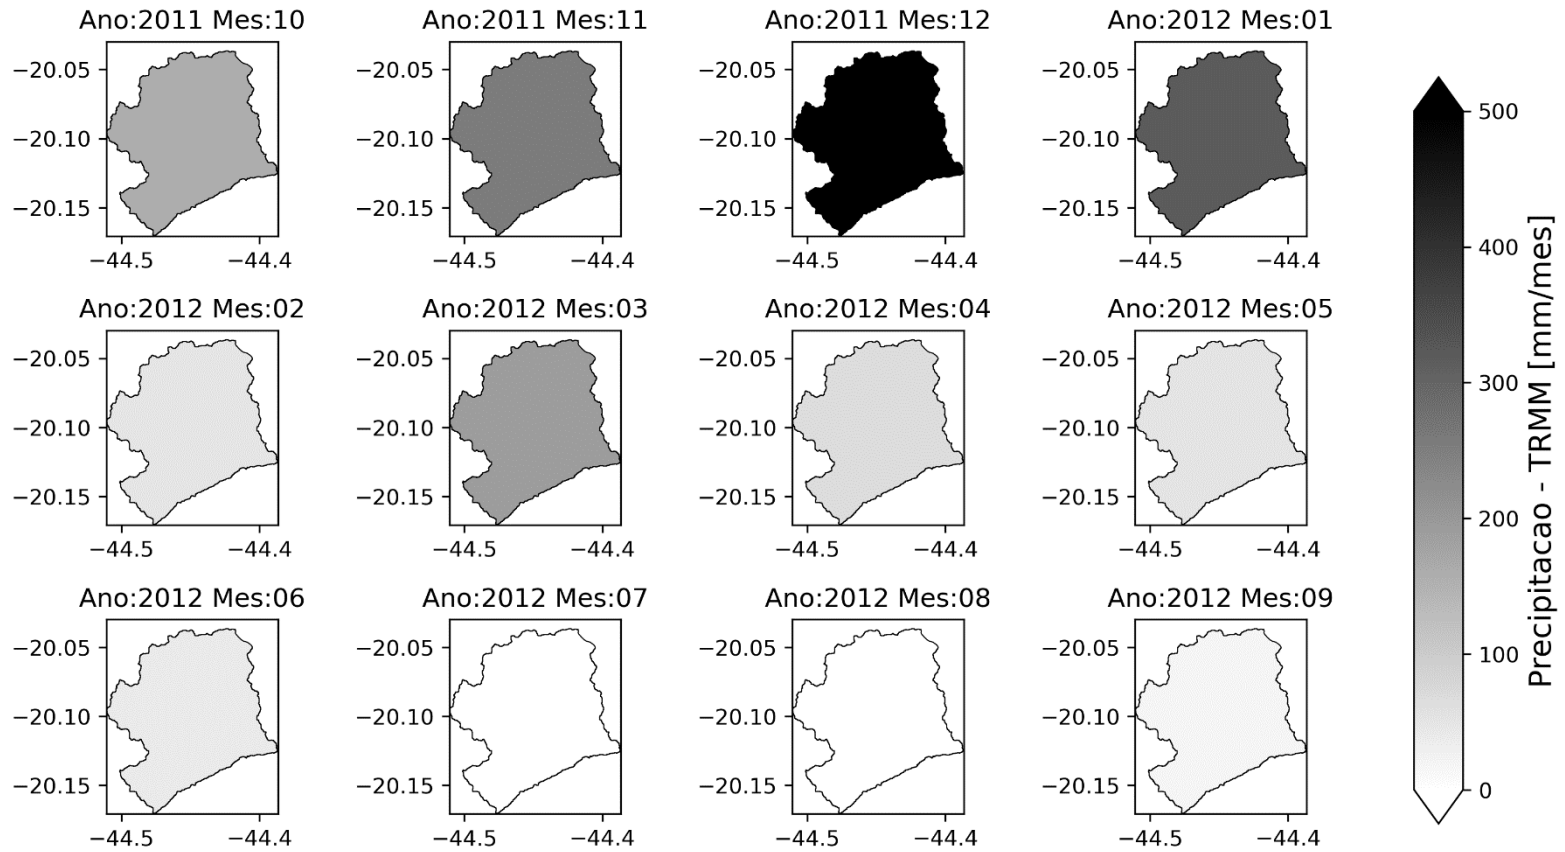 Ano:2011 Mes:10 Ano:2011 Mes:11 Ano:2011 Mes:12 Ano:2012 Mes:01
−20.05 −20.05 −20.05 −20.05
−20.10 −20.10 −20.10 −20.10
−20.15 −20.15 −20.15 −20.15
−44.5 −44.4 −44.5 −44.4 −44.5 −44.4 −44.5 −44.4
Ano:2012 Mes:02 Ano:2012 Mes:03 Ano:2012 Mes:04 Ano:2012 Mes:05
−20.05 −20.05 −20.05 −20.05
−20.10 −20.10 −20.10 −20.10
−20.15 −20.15 −20.15 −20.15
−44.5 −44.4 −44.5 −44.4 −44.5 −44.4 −44.5 −44.4
Ano:2012 Mes:06 Ano:2012 Mes:07 Ano:2012 Mes:08 Ano:2012 Mes:09
−20.05 −20.05 −20.05 −20.05
−20.10 −20.10 −20.10 −20.10
−20.15 −20.15 −20.15 −20.15
−44.5 −44.4 −44.5 −44.4 −44.5 −44.4 −44.5 −44.4
500
400
300
200
100
0
Precipitacao - TRMM [mm/mes]